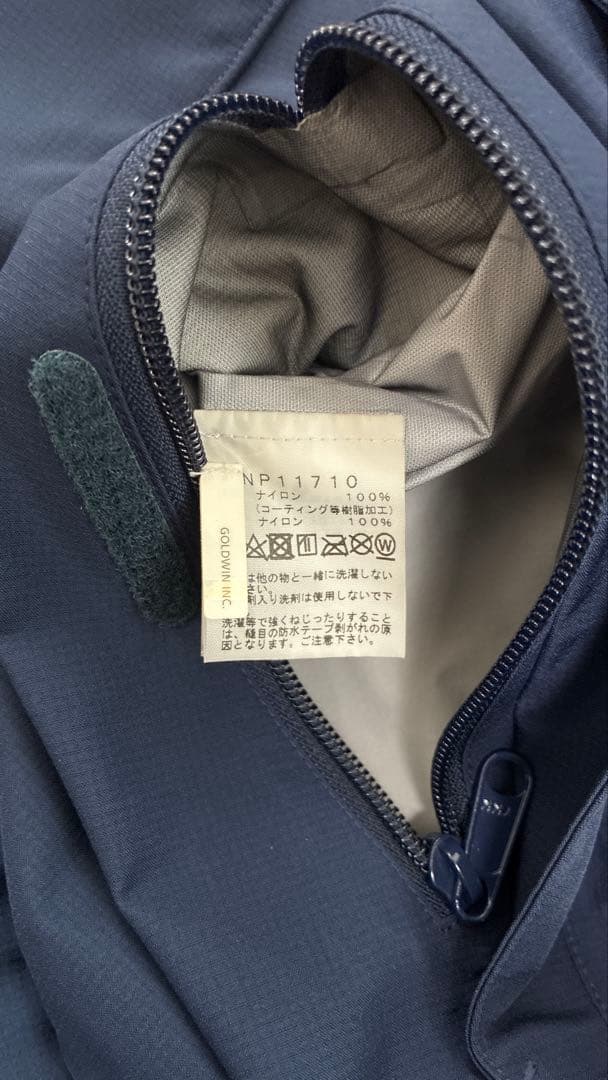 NP11710
ナイロン 100%
(コーティング等樹脂加工)
ナイロン 100%
W
は他の物と一緒に洗濯しない
さい。
剤入り洗剤は使用しないで下
洗濯等で強くねじったりすること
は、縫目の防水テープ剥がれの原
因となります。ご注意下さい。
GOLDWIN INC.